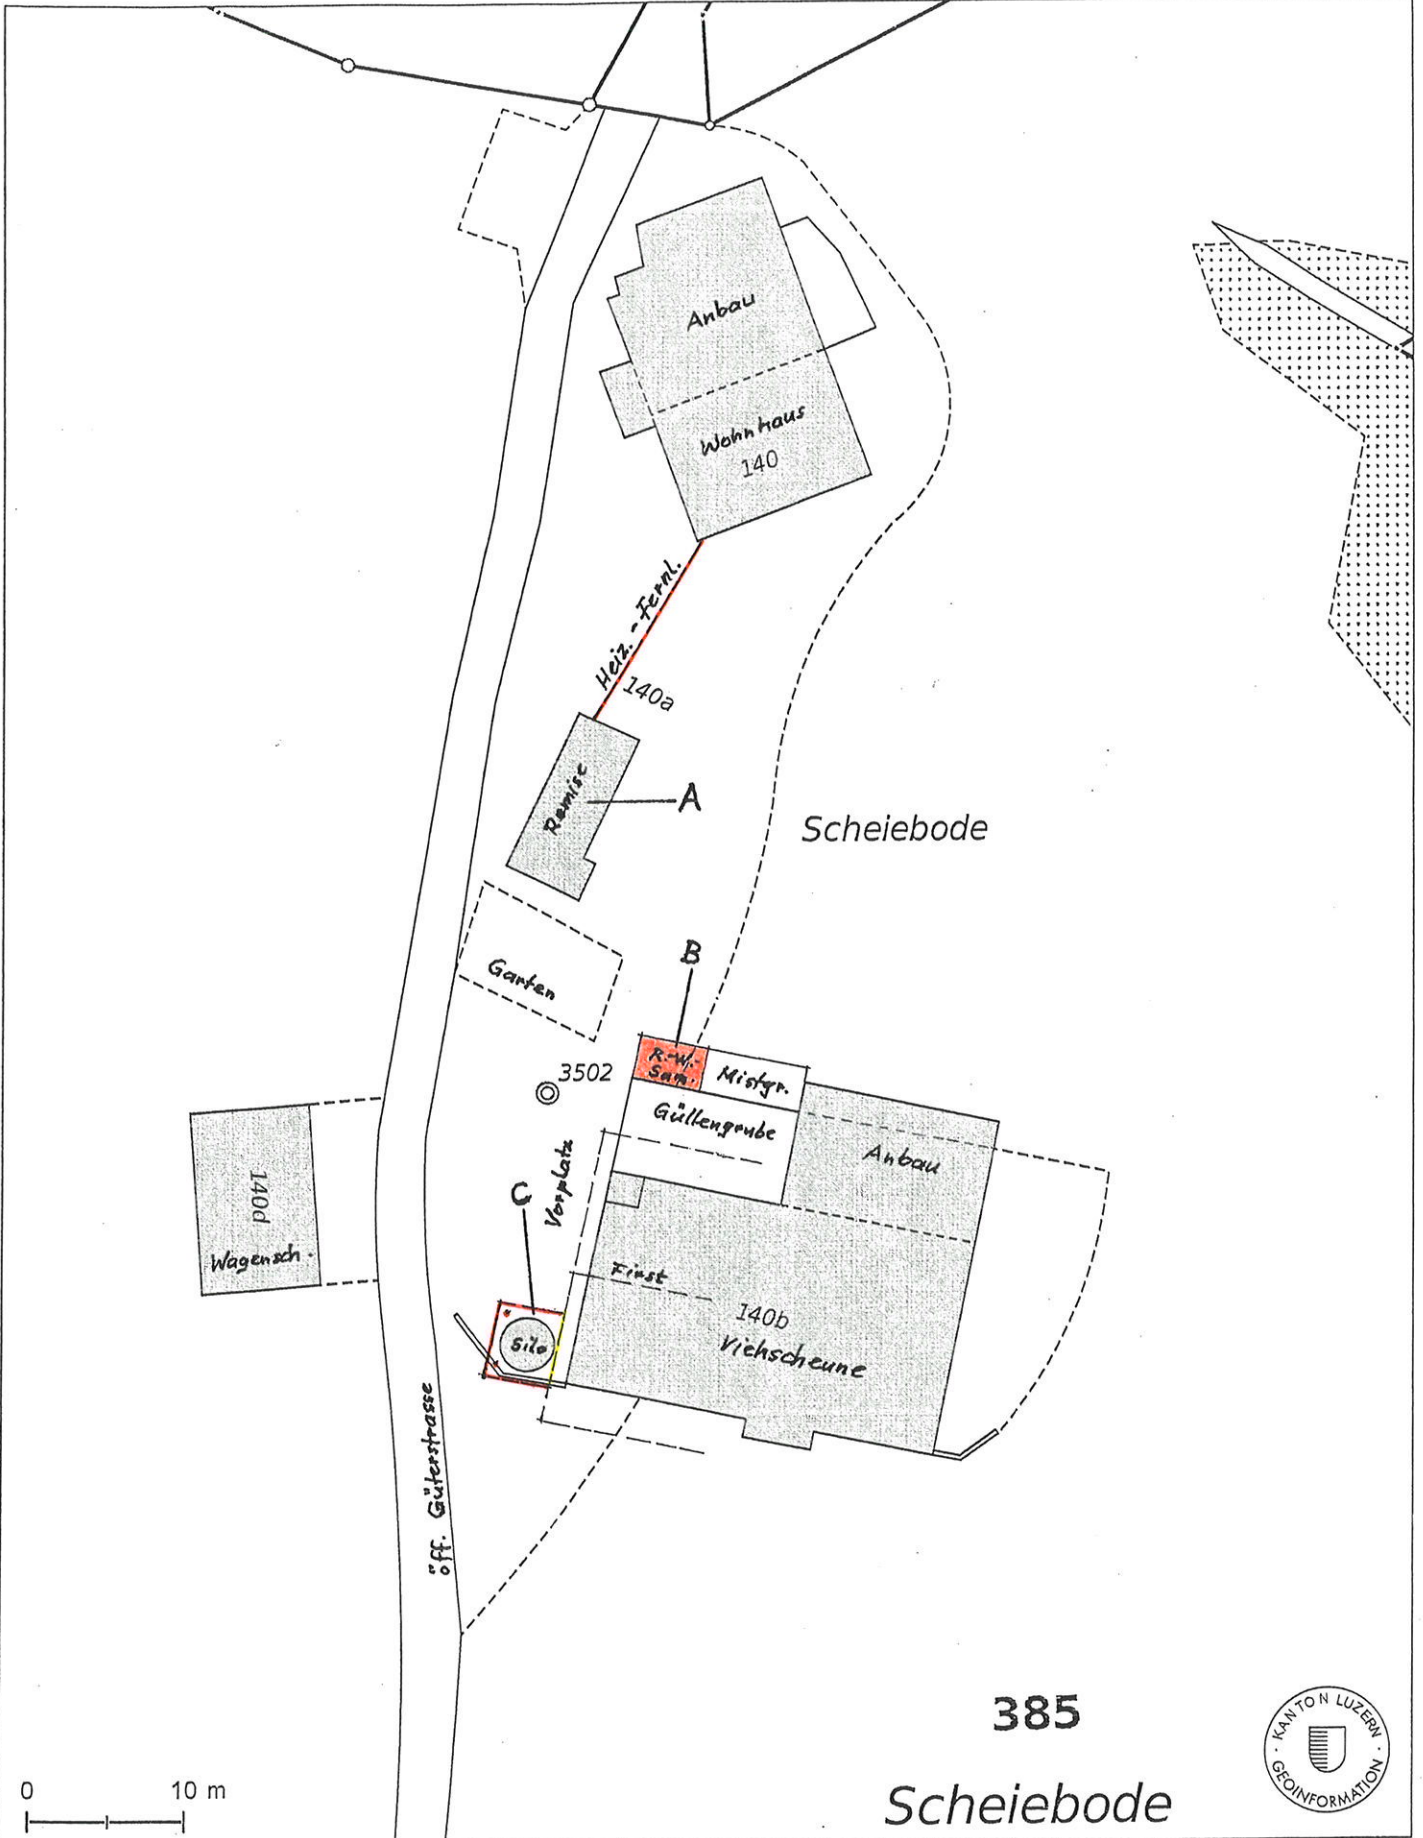 Anbau
Wohnhaus
140
Heiz.-Fernl.
140a
Remise
A
Scheiebode
B
Garten
R.-W.-
Sam.
Mistgr.
3502
Güllengrube
Anbau
Vorplatz
C
140d
Wagensch.
First
140b
Viehscheune
Silo
öff. Güterstrasse
385
Scheiebode
KANTON LUZERN
GEOINFORMATION
0 10 m